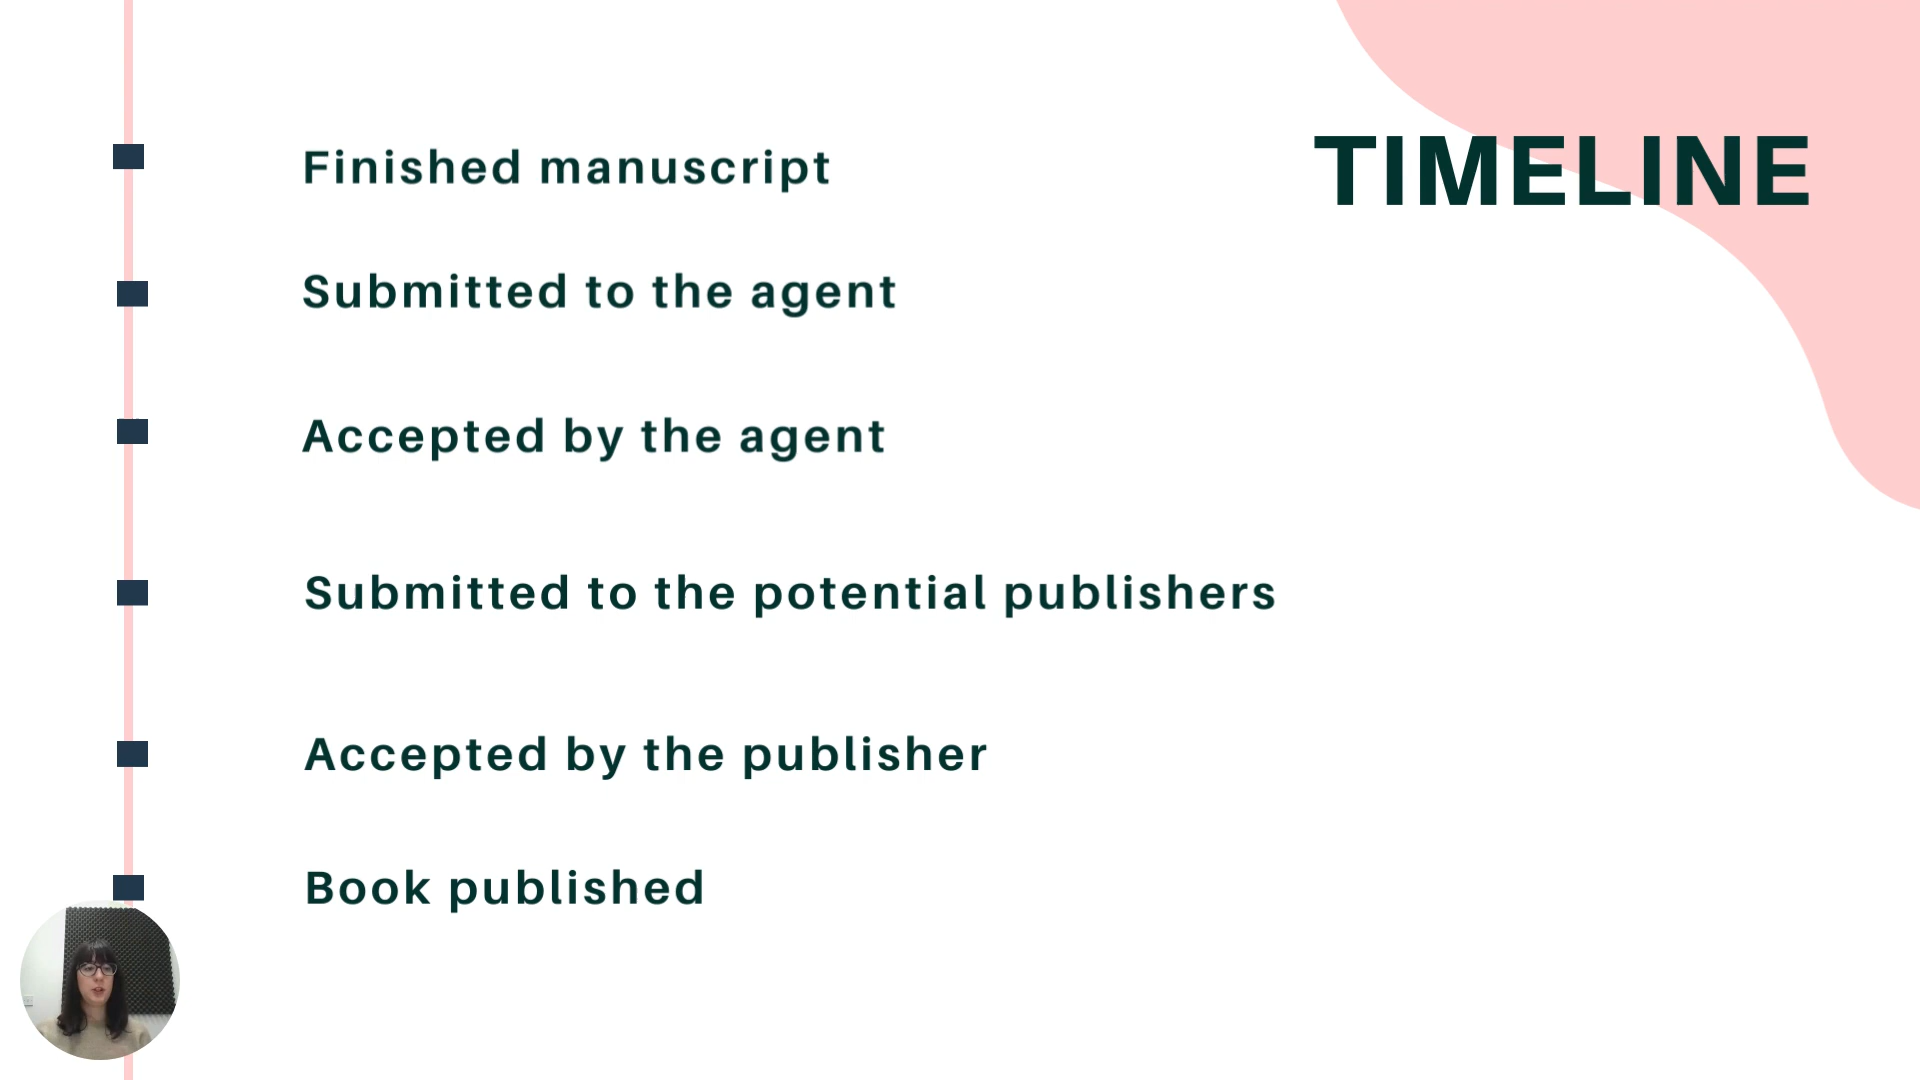 TIMELINE
Finished manuscript
Submitted to the agent
Accepted by the agent
Submitted to the potential publishers
Accepted by the publisher
Book published